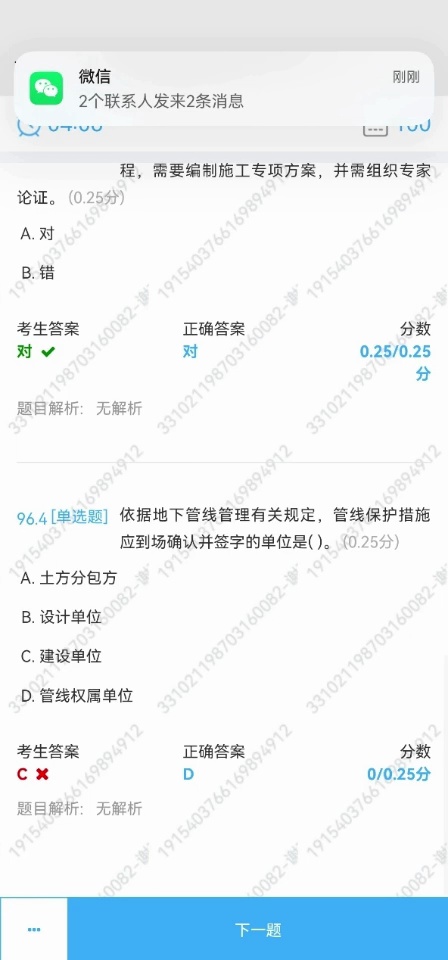 微信
刚刚
2个联系人发来2条消息
程，需要编制施工专项方案，并需组织专家
论证。(0.25分)
A. 对
B. 错
考生答案 正确答案 分数
对 对 0.25/0.25
分
题目解析： 无解析
96.4 [单选题] 依据地下管线管理有关规定，管线保护措施
应到场确认并签字的单位是( )。(0.25分)
A. 土方分包方
B. 设计单位
C. 建设单位
D. 管线权属单位
考生答案 正确答案 分数
C D 0/0.25分
题目解析： 无解析
下一题